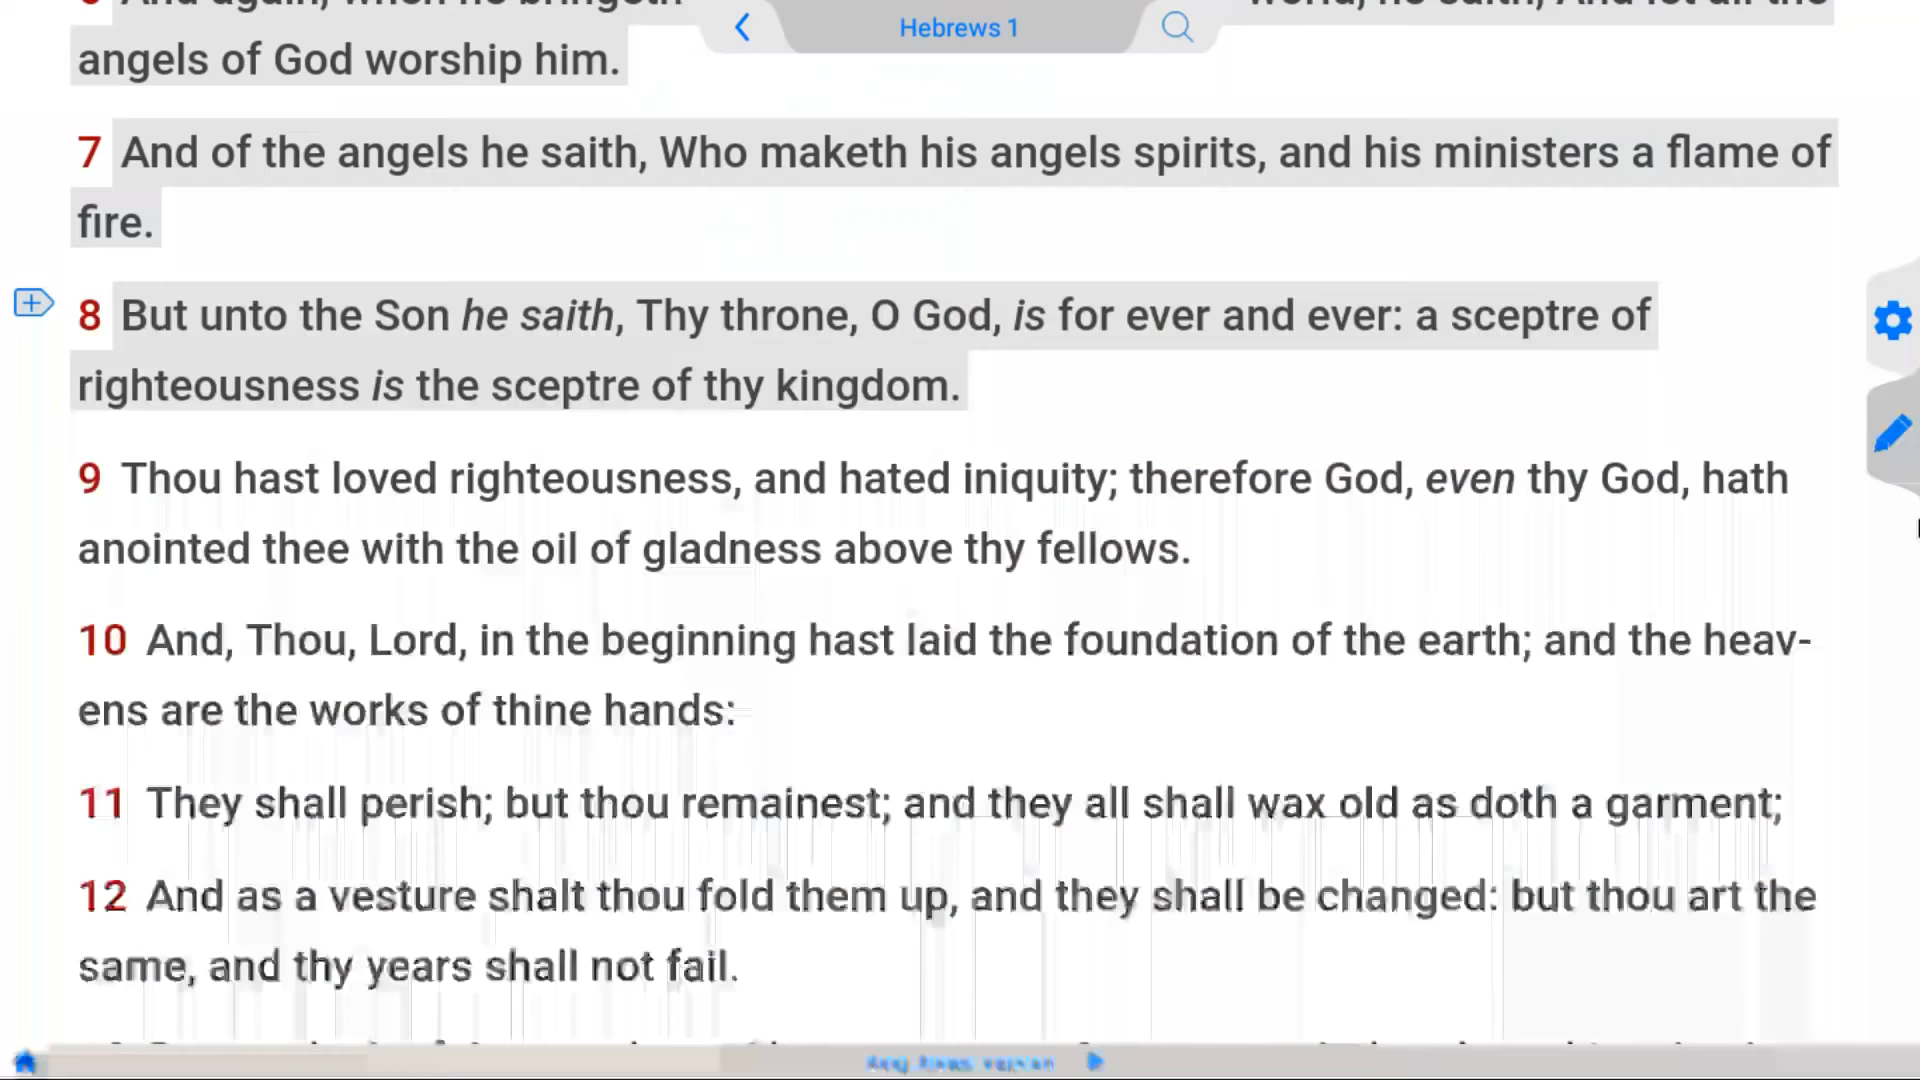 Hebrews 1
angels of God worship him.
7 And of the angels he saith, Who maketh his angels spirits, and his ministers a flame of
fire.
8 But unto the Son he saith, Thy throne, O God, is for ever and ever: a sceptre of
righteousness is the sceptre of thy kingdom.
9 Thou hast loved righteousness, and hated iniquity; therefore God, even thy God, hath
anointed thee with the oil of gladness above thy fellows.
10 And, Thou, Lord, in the beginning hast laid the foundation of the earth; and the heav-
ens are the works of thine hands:
11 They shall perish; but thou remainest; and they all shall wax old as doth a garment;
12 And as a vesture shalt thou fold them up, and they shall be changed: but thou art the
same, and thy years shall not fail.
King James Version